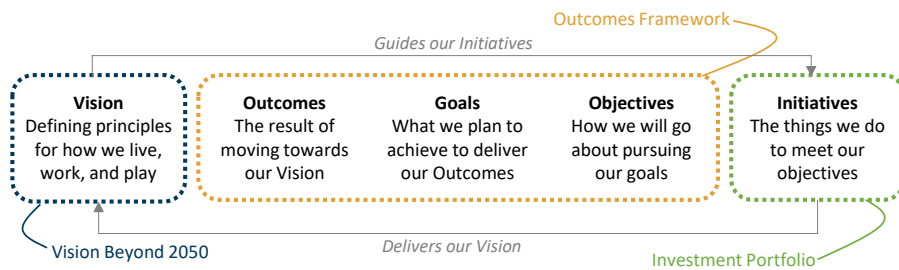 Outcomes Framework
Guides our Initiatives
Vision
Defining principles
for how we live,
work, and play
Outcomes
The result of
moving towards
our Vision
Goals
What we plan to
achieve to deliver
our Outcomes
Objectives
How we will go
about pursuing
our goals
Initiatives
The things we do
to meet our
objectives
Vision Beyond 2050
Delivers our Vision
Investment Portfolio